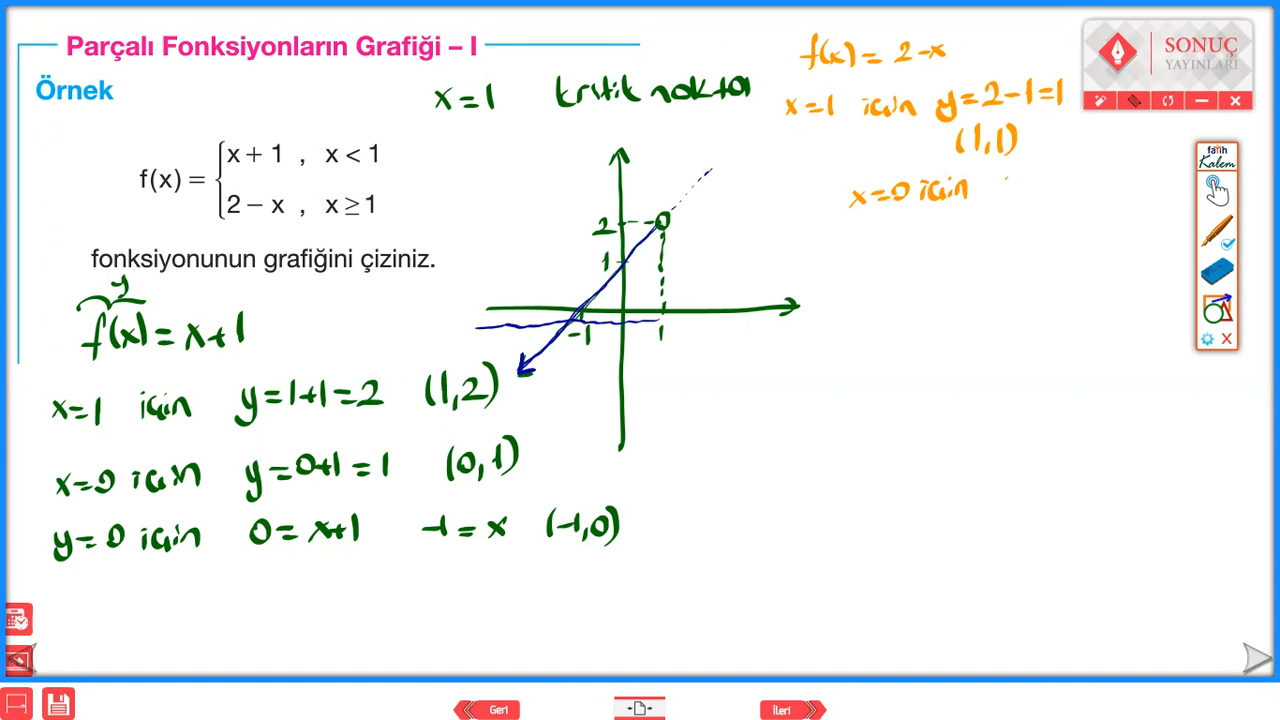 Parçalı Fonksiyonların Grafiği – I
Örnek
f(x) = { x + 1 , x < 1
2 – x , x ≥ 1
fonksiyonunun grafiğini çiziniz.
x=1 kritik nokta
f(x) = 2-x
x=1 için y=2-1=1
(1,1)
x=0 için
SONUÇ
YAYINLARI
fatih
Kalem
2
1
-1
1
y
f(x) = x+1
x=1 için y=1+1=2 (1,2)
x=0 için y=0+1=1 (0,1)
y=0 için 0=x+1 -1=x (-1,0)
Geri
İleri